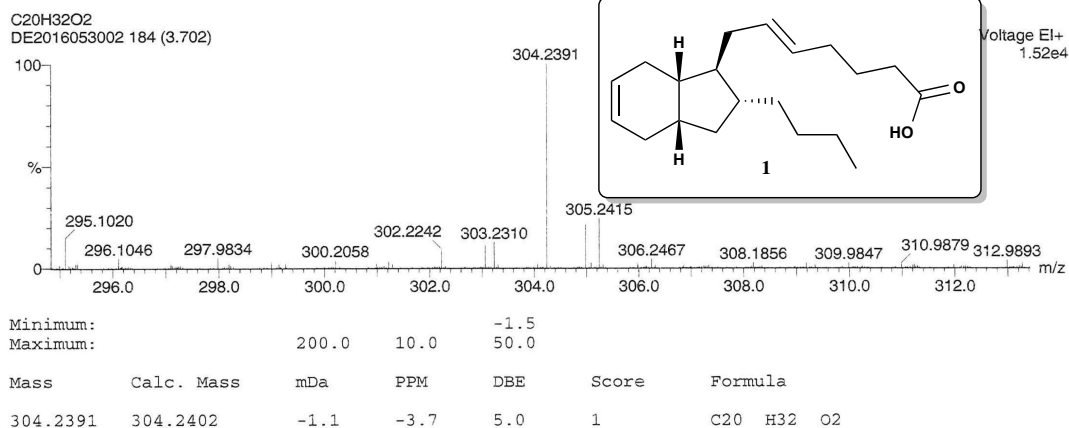 C20H32O2
DE2016053002 184 (3.702)
Voltage EI+
1.52e4
100
%
0
304.2391
295.1020
296.1046
297.9834
300.2058
302.2242
303.2310
305.2415
306.2467
308.1856
309.9847
310.9879
312.9893
m/z
296.0 298.0 300.0 302.0 304.0 306.0 308.0 310.0 312.0
H
H
O
HO
1
Minimum: -1.5
Maximum: 200.0 10.0 50.0
Mass Calc. Mass mDa PPM DBE Score Formula
304.2391 304.2402 -1.1 -3.7 5.0 1 C20 H32 O2